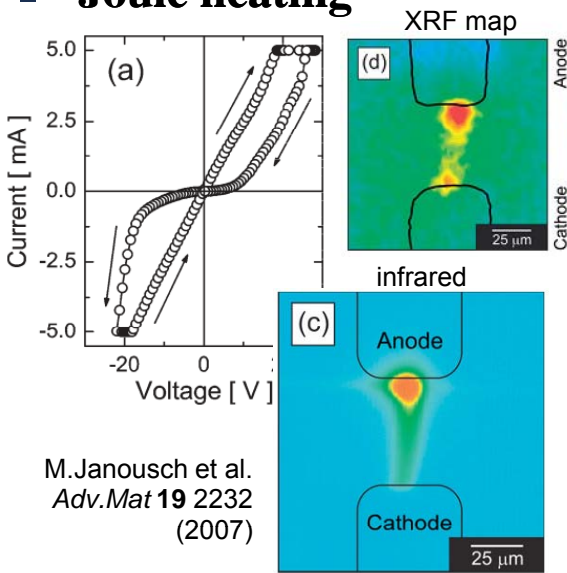 Joule heating
XRF map
(a)
5.0
2.5
0.0
-2.5
-5.0
Current [ mA ]
-20
0
Voltage [ V ]
(d)
Anode
Cathode
25 µm
infrared
(c)
Anode
Cathode
25 µm
M.Janousch et al.
Adv.Mat 19 2232
(2007)